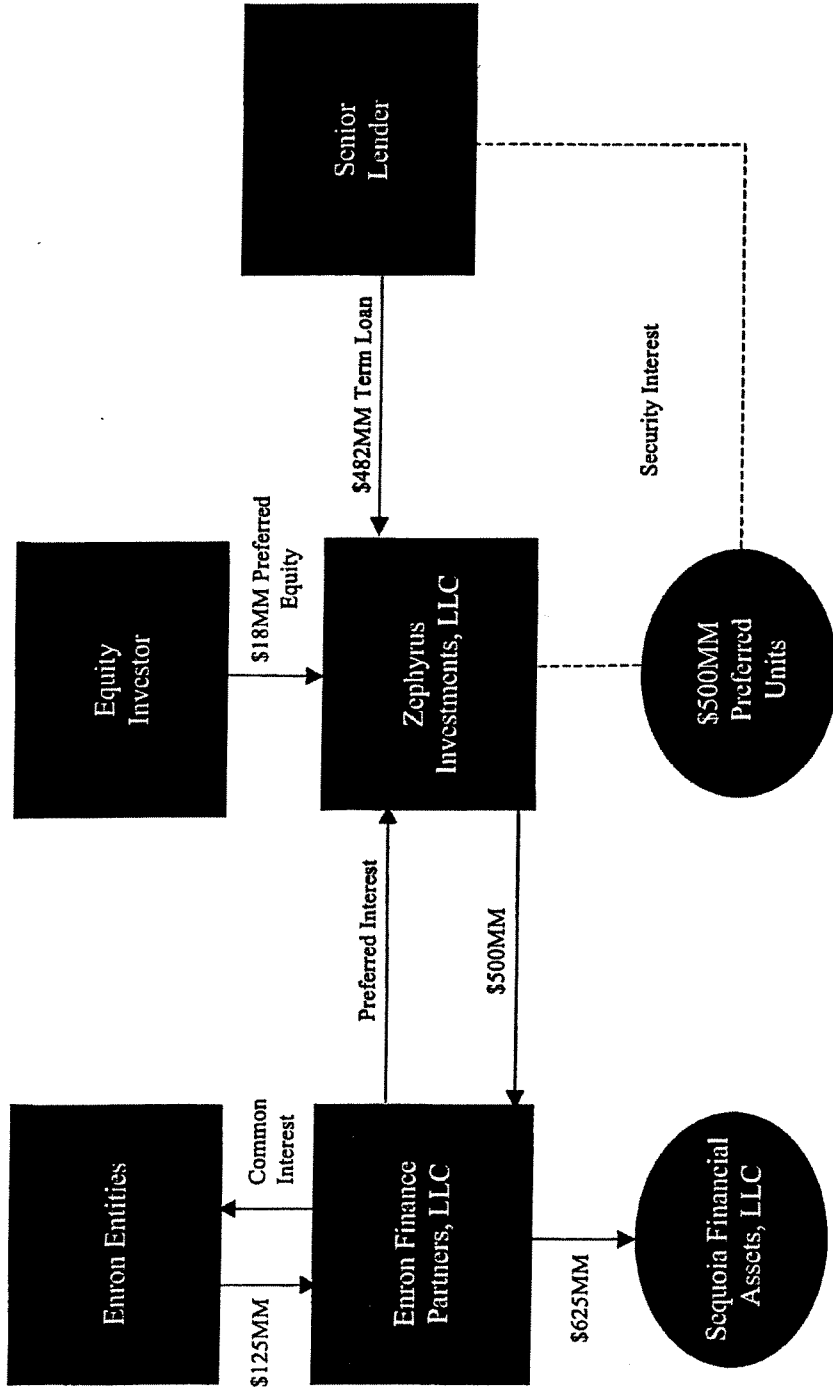 Enron Entities
$125MM
Common
Interest
Enron Finance
Partners, LLC
$625MM
Sequoia Financial
Assets, LLC
Preferred Interest
$500MM
Equity
Investor
$18MM Preferred
Equity
Zephyrus
Investments, LLC
$500MM
Preferred
Units
$482MM Term Loan
Security Interest
Senior
Lender